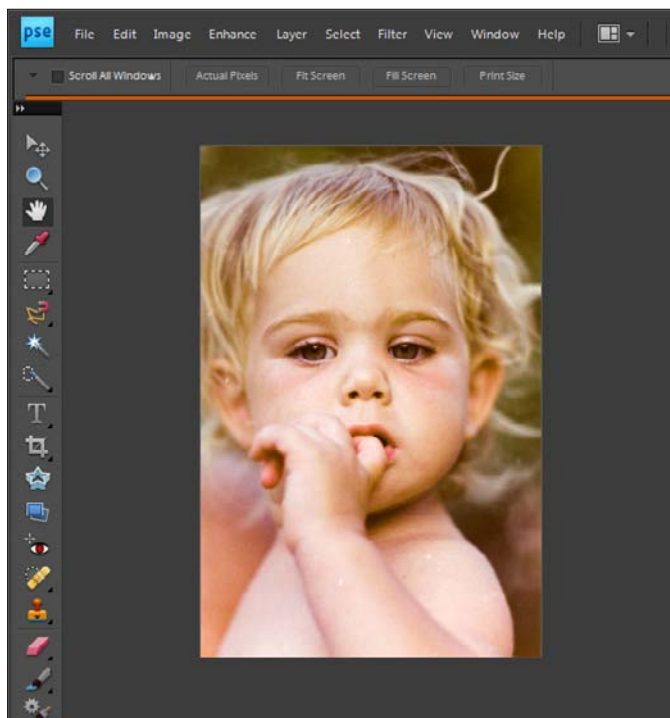 pse File Edit Image Enhance Layer Select Filter View Window Help
Scroll All Windows Actual Pixels Fit Screen Fill Screen Print Size
T